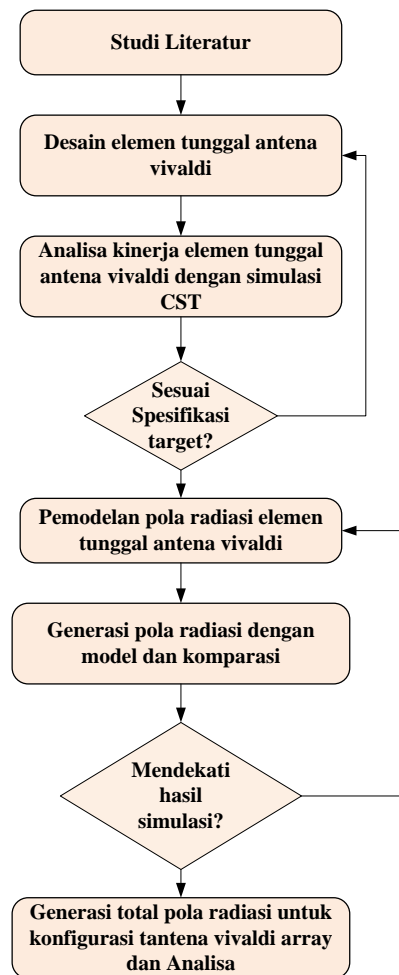 Studi Literatur
Desain elemen tunggal antena
vivaldi
Analisa kinerja elemen tunggal
antena vivaldi dengan simulasi
CST
Sesuai
Spesifikasi
target?
Pemodelan pola radiasi elemen
tunggal antena vivaldi
Generasi pola radiasi dengan
model dan komparasi
Mendekati
hasil
simulasi?
Generasi total pola radiasi untuk
konfigurasi tantena vivaldi array
dan Analisa